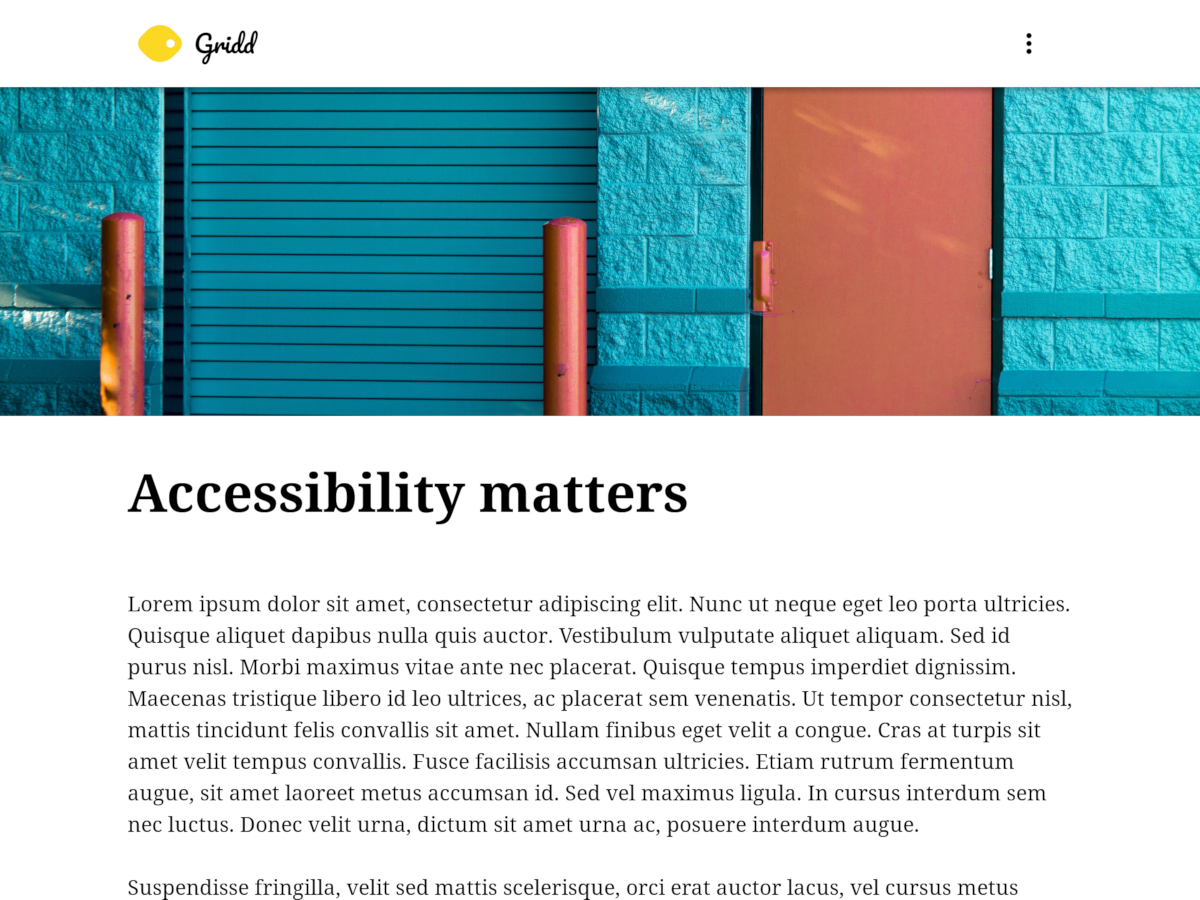 Gridd
Accessibility matters
Lorem ipsum dolor sit amet, consectetur adipiscing elit. Nunc ut neque eget leo porta ultricies.
Quisque aliquet dapibus nulla quis auctor. Vestibulum vulputate aliquet aliquam. Sed id
purus nisl. Morbi maximus vitae ante nec placerat. Quisque tempus imperdiet dignissim.
Maecenas tristique libero id leo ultrices, ac placerat sem venenatis. Ut tempor consectetur nisl,
mattis tincidunt felis convallis sit amet. Nullam finibus eget velit a congue. Cras at turpis sit
amet velit tempus convallis. Fusce facilisis accumsan ultricies. Etiam rutrum fermentum
augue, sit amet laoreet metus accumsan id. Sed vel maximus ligula. In cursus interdum sem
nec luctus. Donec velit urna, dictum sit amet urna ac, posuere interdum augue.
Suspendisse fringilla, velit sed mattis scelerisque, orci erat auctor lacus, vel cursus metus